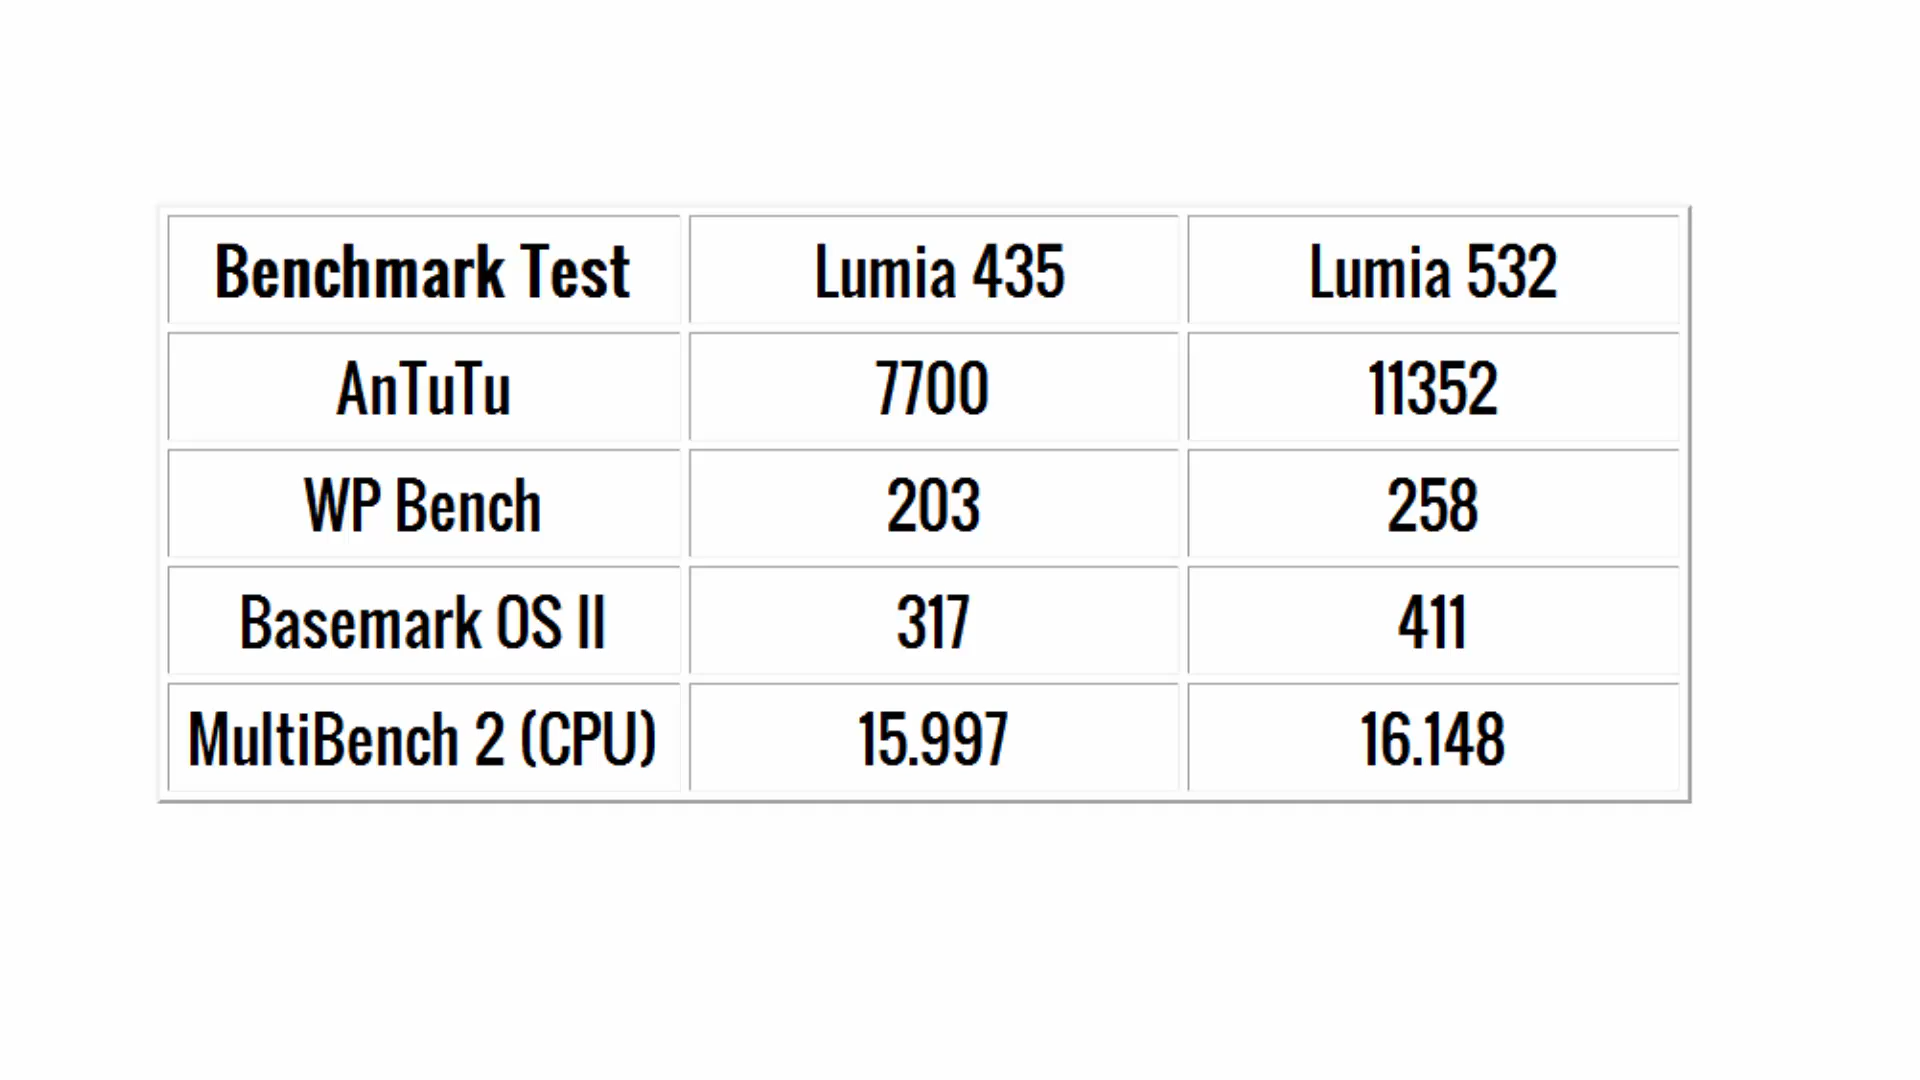 Benchmark Test Lumia 435 Lumia 532
AnTuTu 7700 11352
WP Bench 203 258
Basemark OS II 317 411
MultiBench 2 (CPU) 15.997 16.148